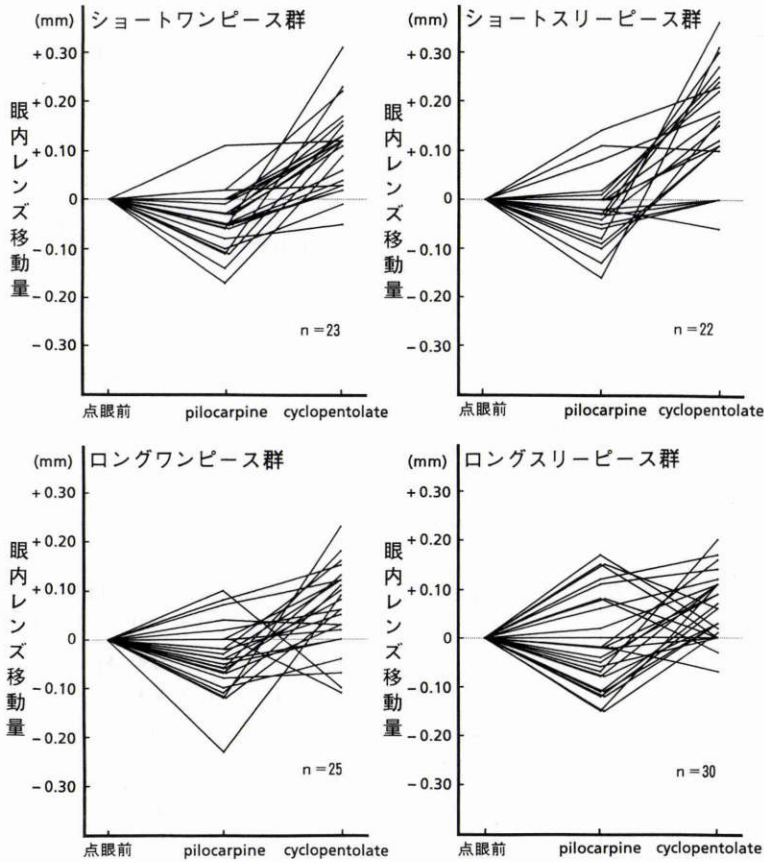 (mm) ショートワンピース群
+0.30
+0.20
+0.10
0
−0.10
−0.20
−0.30
眼内レンズ移動量
n=23
点眼前 pilocarpine cyclopentolate
(mm) ショートスリーピース群
+0.30
+0.20
+0.10
0
−0.10
−0.20
−0.30
眼内レンズ移動量
n=22
点眼前 pilocarpine cyclopentolate
(mm) ロングワンピース群
+0.30
+0.20
+0.10
0
−0.10
−0.20
−0.30
眼内レンズ移動量
n=25
点眼前 pilocarpine cyclopentolate
(mm) ロングスリーピース群
+0.30
+0.20
+0.10
0
−0.10
−0.20
−0.30
眼内レンズ移動量
n=30
点眼前 pilocarpine cyclopentolate